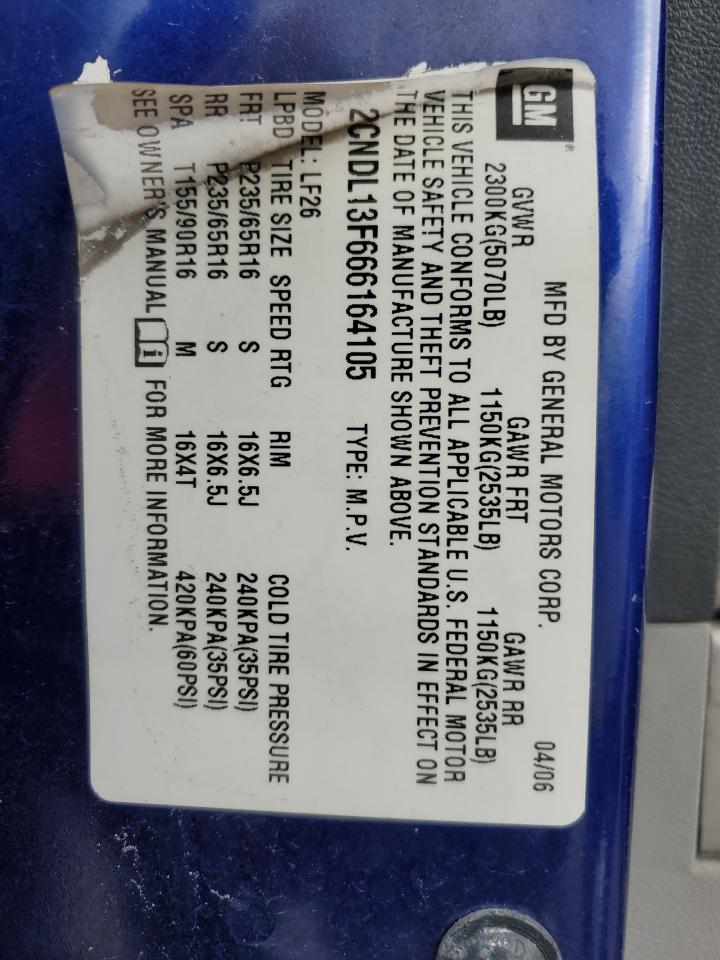 GM®
MFD BY GENERAL MOTORS CORP. 04/06
GVWR GAWR FRT GAWR RR
2300KG(5070LB) 1150KG(2535LB) 1150KG(2535LB)
THIS VEHICLE CONFORMS TO ALL APPLICABLE U.S. FEDERAL MOTOR
VEHICLE SAFETY AND THEFT PREVENTION STANDARDS IN EFFECT ON
THE DATE OF MANUFACTURE SHOWN ABOVE.
2CNDL13F666164105 TYPE: M.P.V.
MODEL: LF26
LPBD TIRE SIZE SPEED RTG RIM COLD TIRE PRESSURE
FRT P235/65R16 S 16X6.5J 240KPA(35PSI)
RR P235/65R16 S 16X6.5J 240KPA(35PSI)
SPA T155/90R16 M 16X4T 420KPA(60PSI)
SEE OWNER'S MANUAL i FOR MORE INFORMATION.